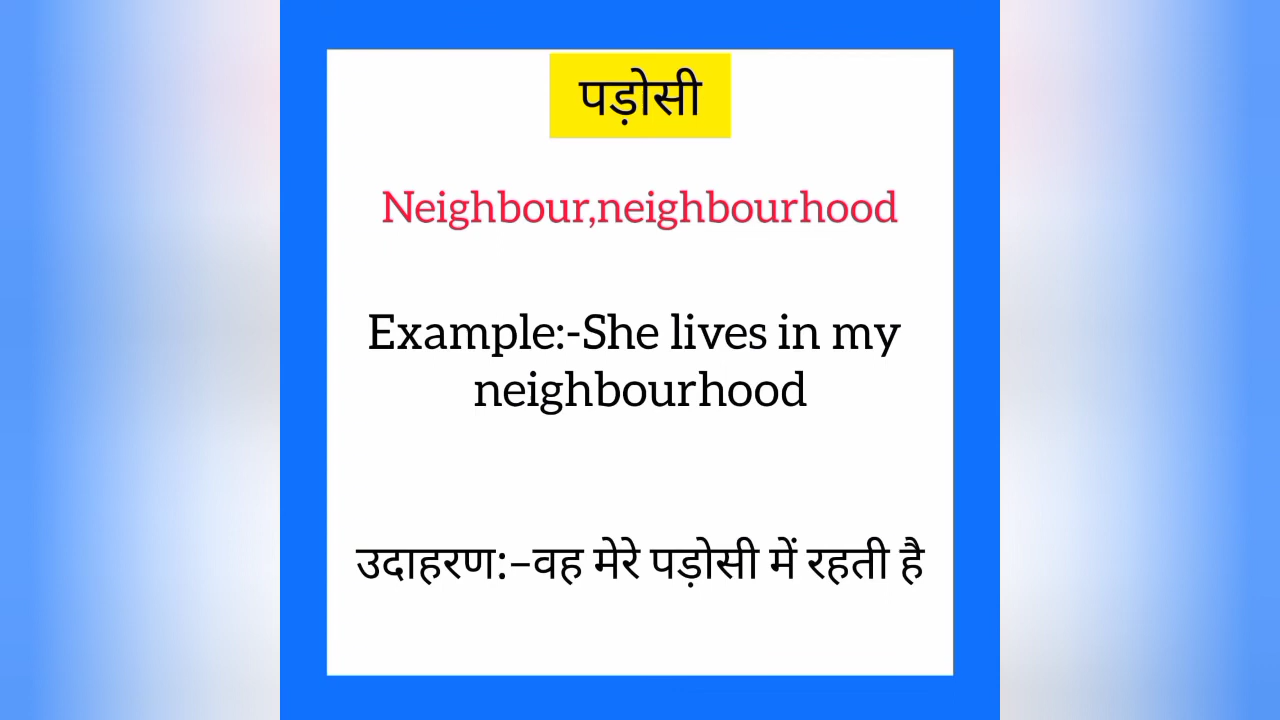 पड़ोसी
Neighbour,neighbourhood
Example:-She lives in my
neighbourhood
उदाहरण:–वह मेरे पड़ोसी में रहती है